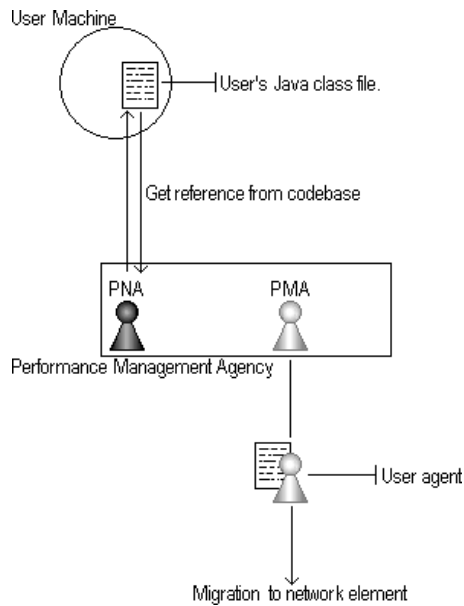 User Machine
User's Java class file.
Get reference from codebase
PNA
PMA
Performance Management Agency
User agent
Migration to network element